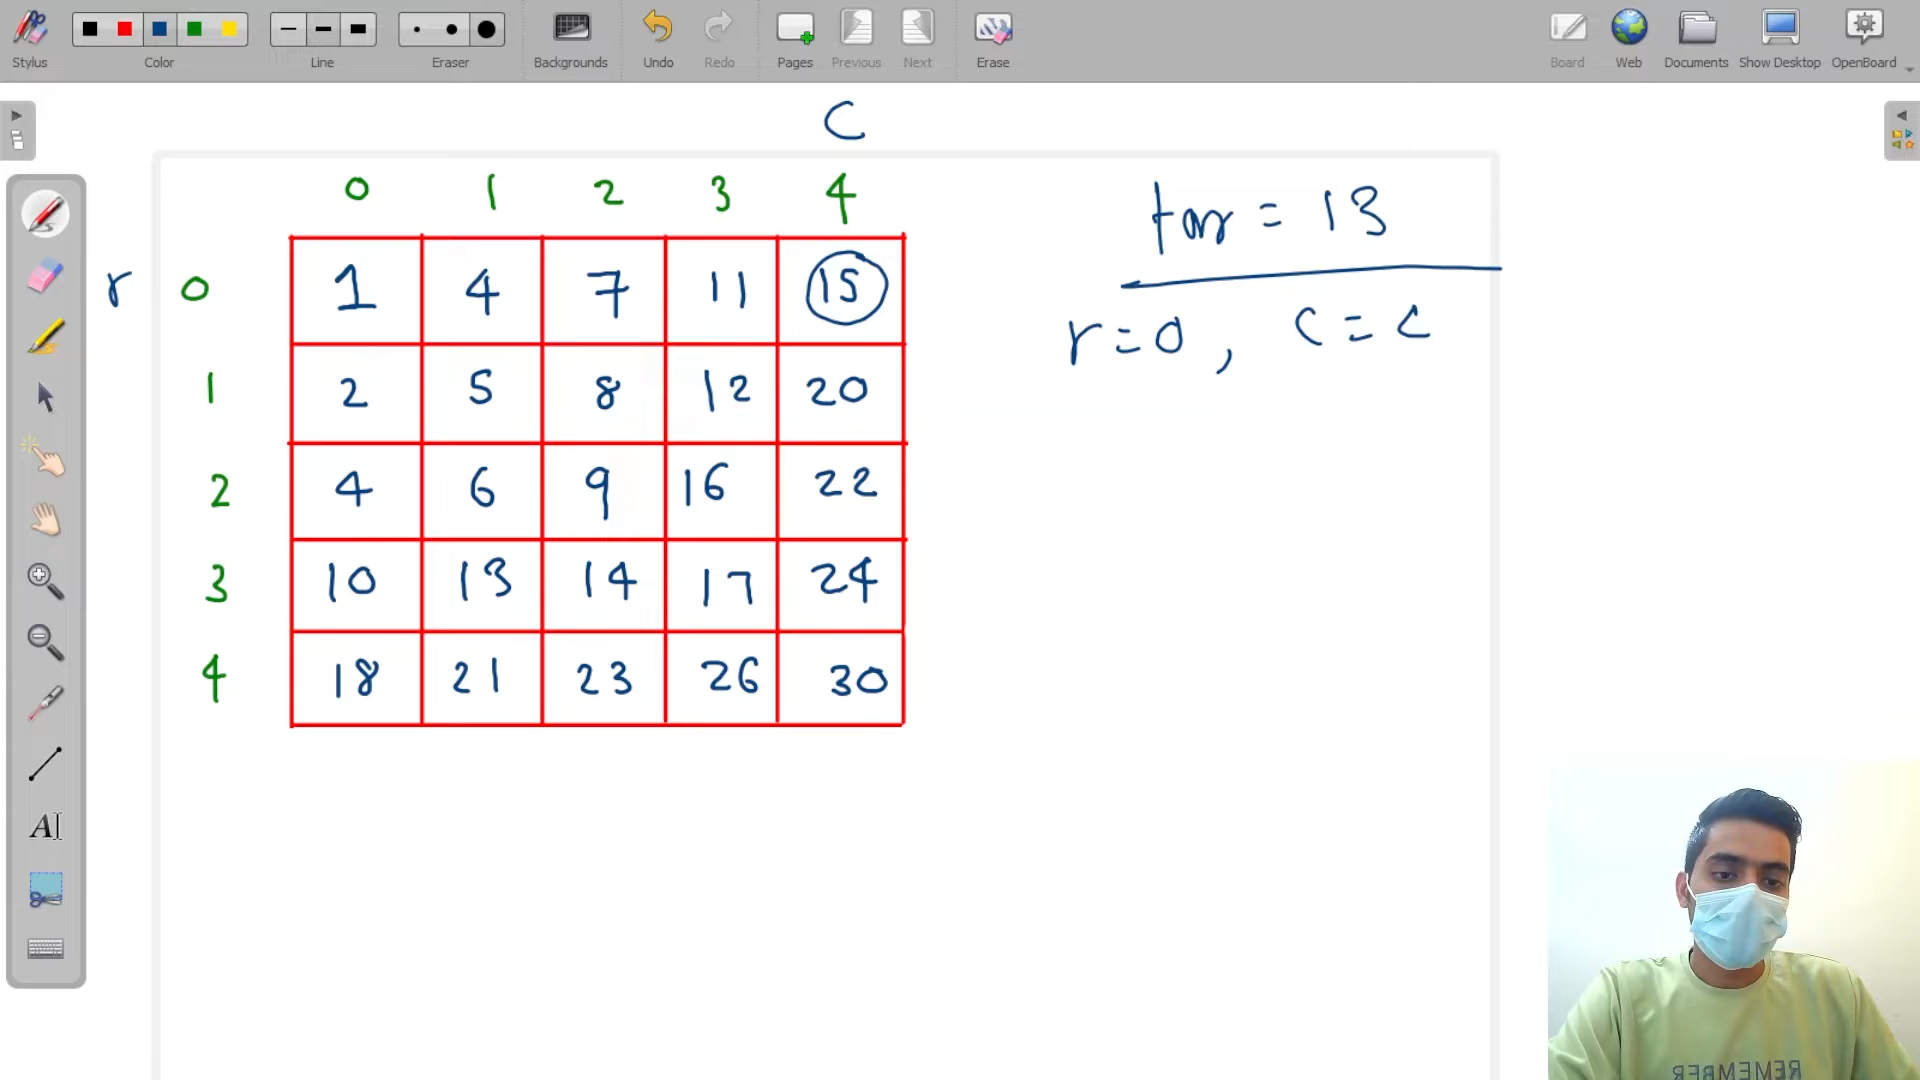 Stylus Color Line Eraser Backgrounds Undo Redo Pages Previous Next Erase Board Web Documents Show Desktop OpenBoard
C
0 1 2 3 4
r 0 1 4 7 11 15
1 2 5 8 12 20
2 4 6 9 16 22
3 10 13 14 17 24
4 18 21 23 26 30
tar = 13
r=0, c=c
A
REMEMBER